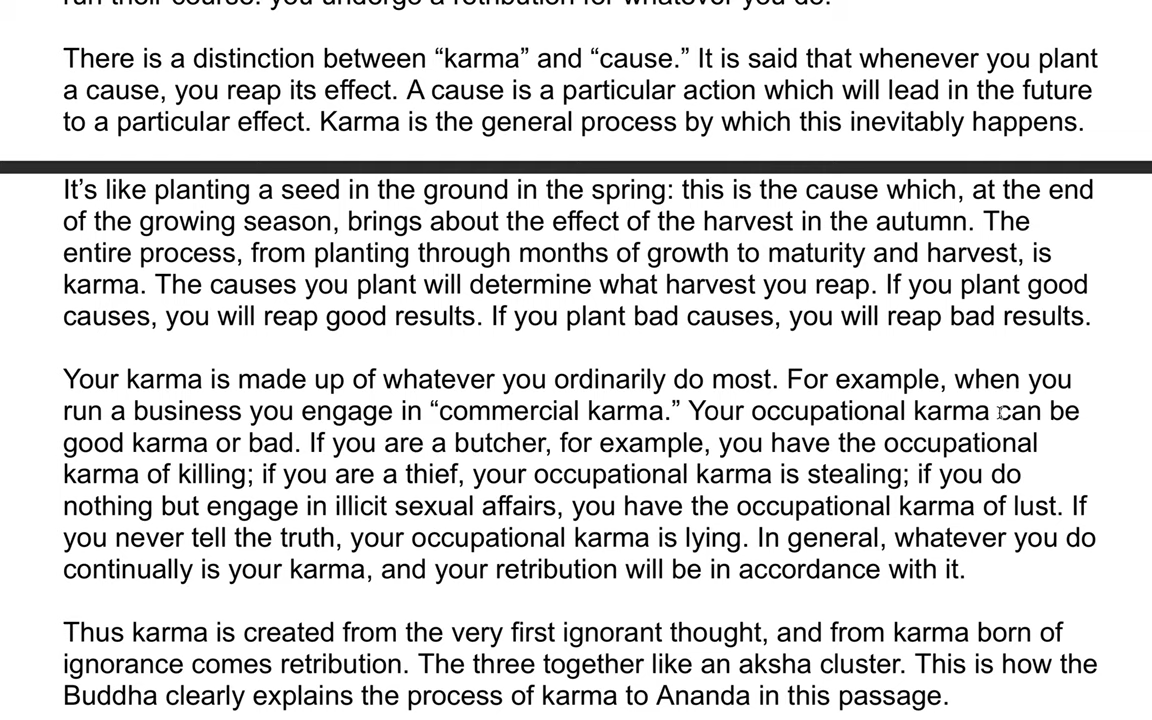 run their course: you undergo a retribution for whatever you do.
There is a distinction between “karma” and “cause.” It is said that whenever you plant
a cause, you reap its effect. A cause is a particular action which will lead in the future
to a particular effect. Karma is the general process by which this inevitably happens.
It’s like planting a seed in the ground in the spring: this is the cause which, at the end
of the growing season, brings about the effect of the harvest in the autumn. The
entire process, from planting through months of growth to maturity and harvest, is
karma. The causes you plant will determine what harvest you reap. If you plant good
causes, you will reap good results. If you plant bad causes, you will reap bad results.
Your karma is made up of whatever you ordinarily do most. For example, when you
run a business you engage in “commercial karma.” Your occupational karma can be
good karma or bad. If you are a butcher, for example, you have the occupational
karma of killing; if you are a thief, your occupational karma is stealing; if you do
nothing but engage in illicit sexual affairs, you have the occupational karma of lust. If
you never tell the truth, your occupational karma is lying. In general, whatever you do
continually is your karma, and your retribution will be in accordance with it.
Thus karma is created from the very first ignorant thought, and from karma born of
ignorance comes retribution. The three together like an aksha cluster. This is how the
Buddha clearly explains the process of karma to Ananda in this passage.